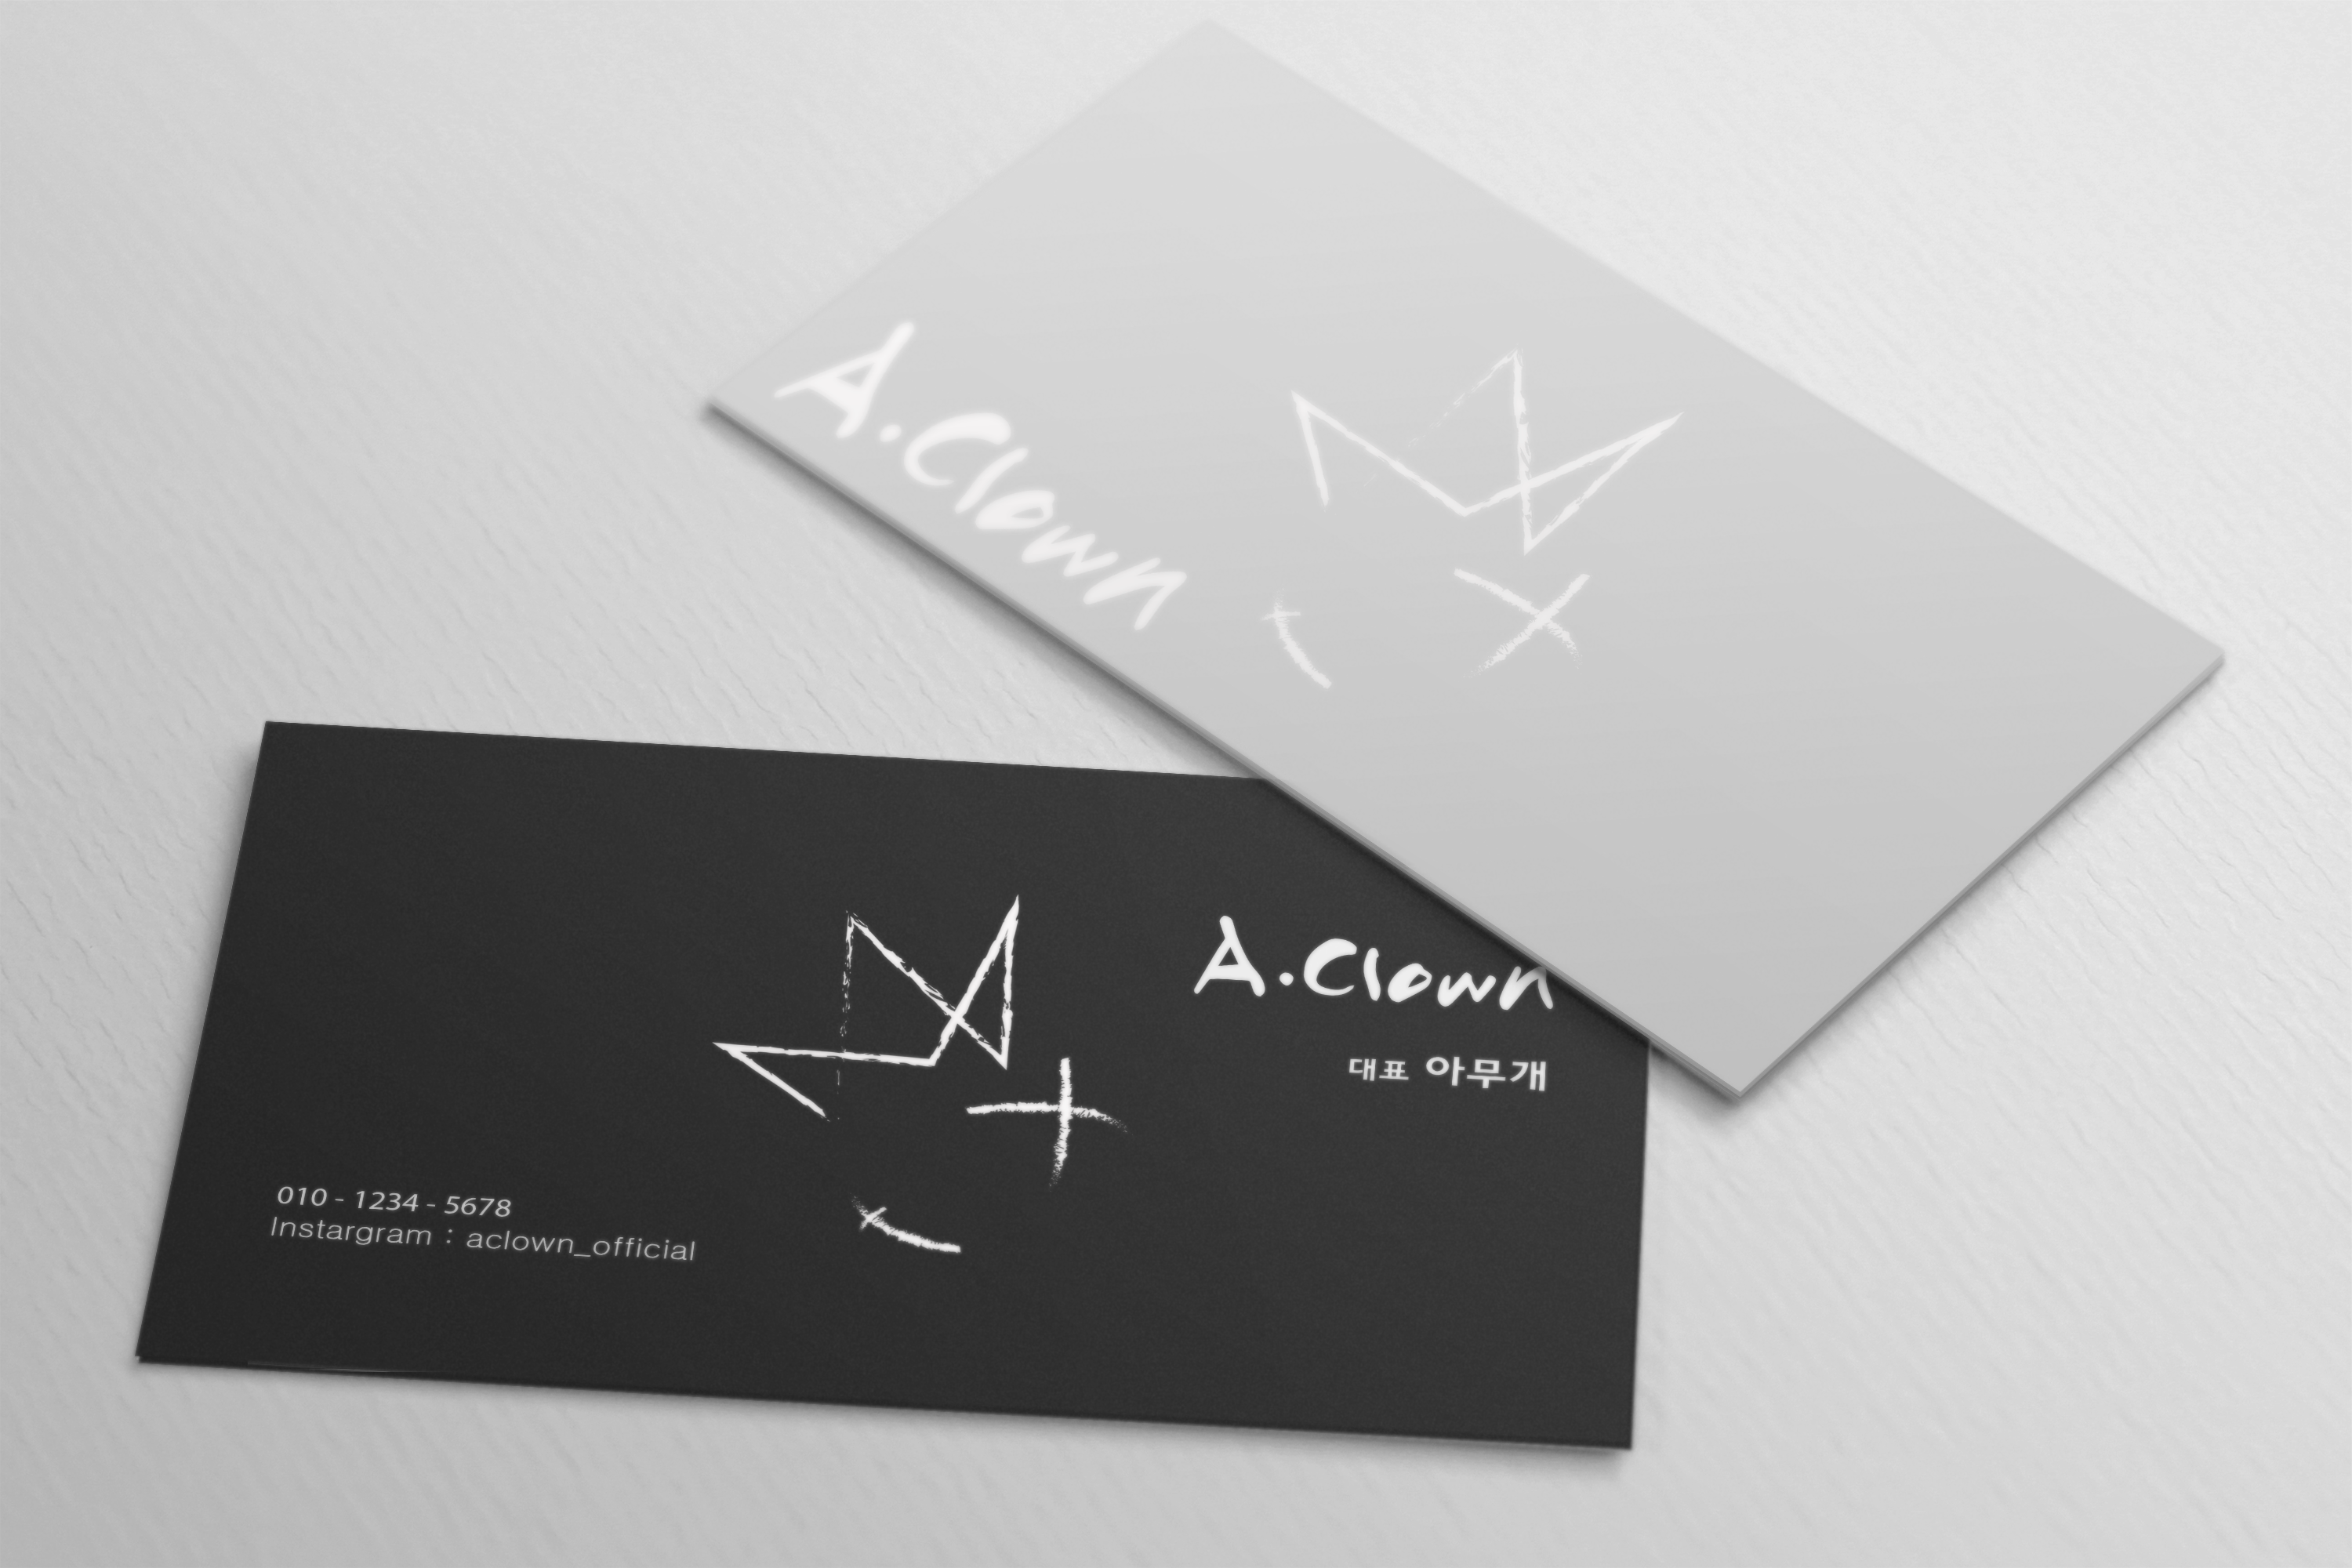 A.Clown
A.Clown
대표 아무개
010 - 1234 - 5678
Instargram : aclown_official